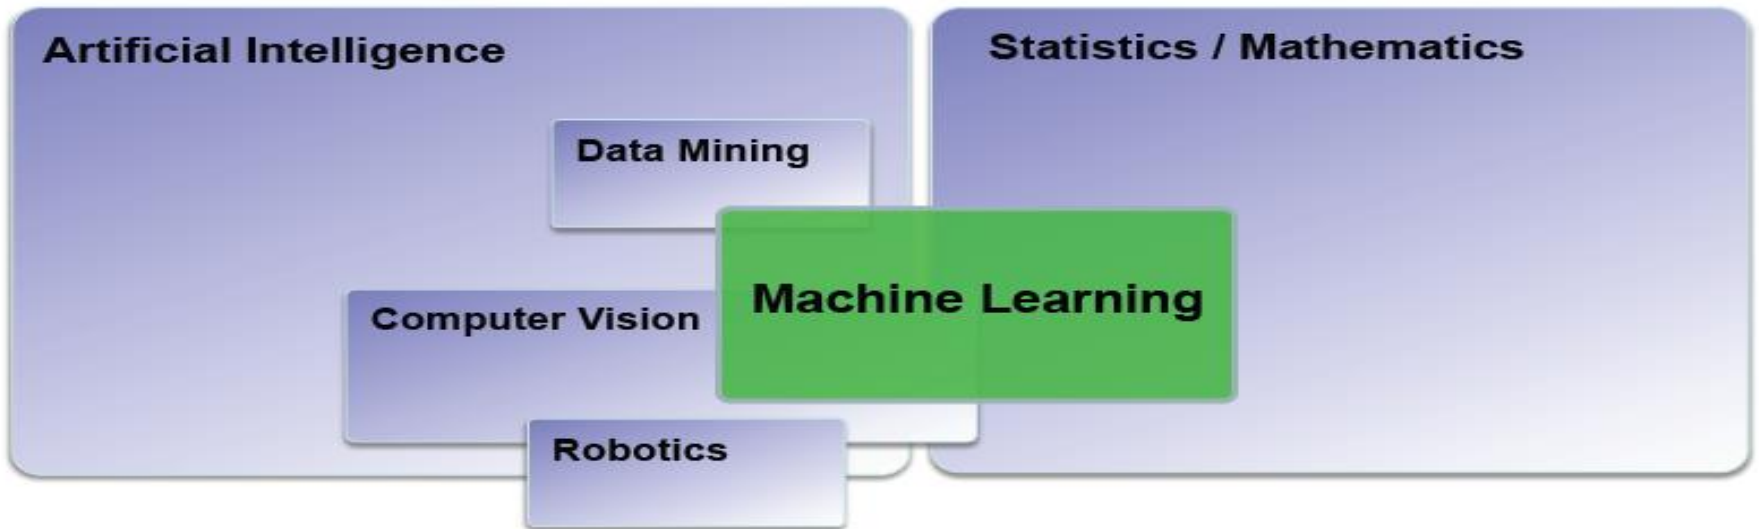 Artificial Intelligence
Statistics / Mathematics
Data Mining
Machine Learning
Computer Vision
Robotics